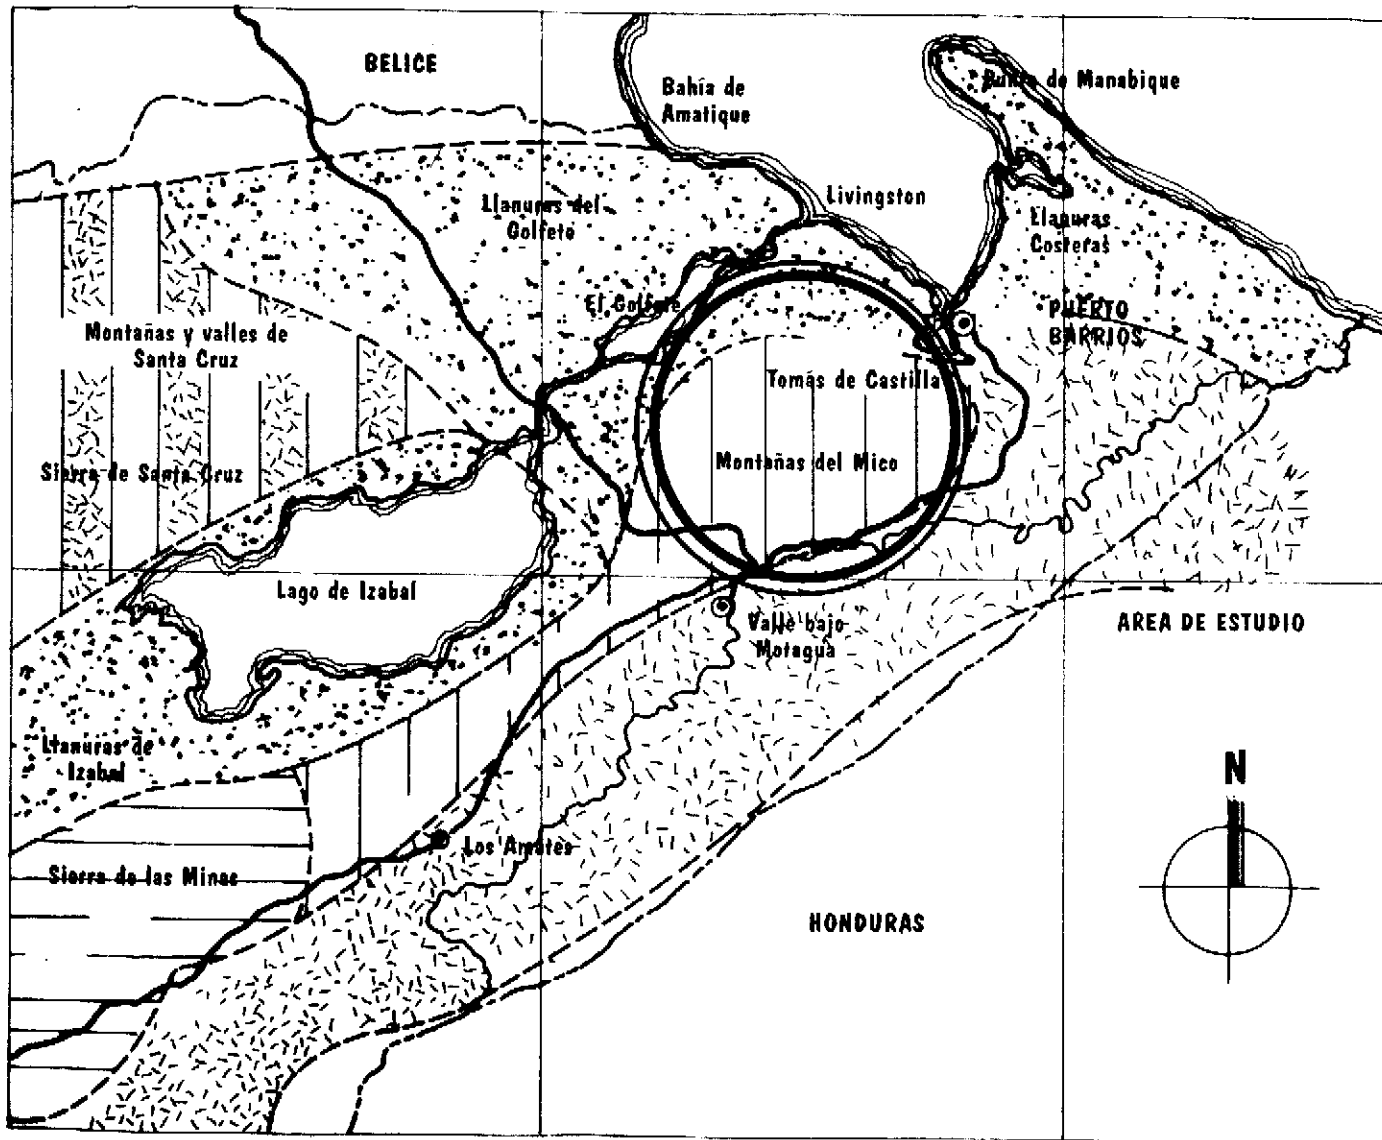 BELICE
Bahía de
Amatique
Punta de Manabique
Llanuras del
Golfete
Livingston
Llanuras
Costeras
El Golfete
PUERTO
BARRIOS
Montañas y valles de
Santa Cruz
Tomás de Castilla
Sierra de Santa Cruz
Montañas del Mico
Lago de Izabal
Valle bajo
Motagua
AREA DE ESTUDIO
Llanuras de
Izabal
N
Los Amates
Sierra de las Minas
HONDURAS